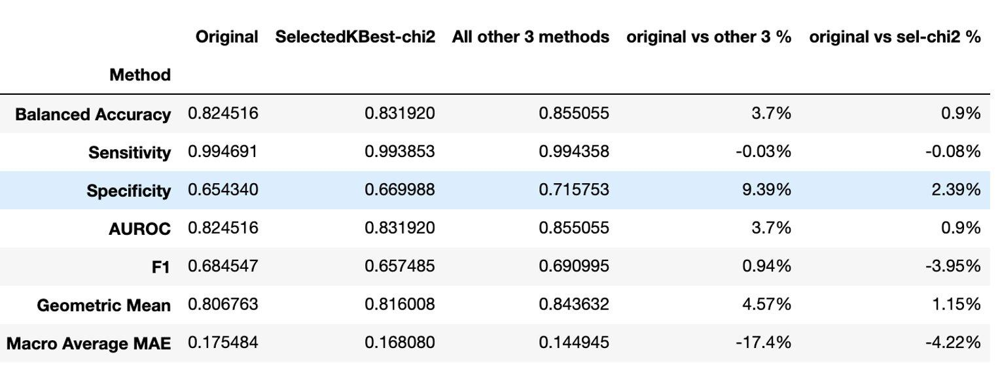 Original SelectedKBest-chi2 All other 3 methods original vs other 3 % original vs sel-chi2 %
Method
Balanced Accuracy 0.824516 0.831920 0.855055 3.7% 0.9%
Sensitivity 0.994691 0.993853 0.994358 -0.03% -0.08%
Specificity 0.654340 0.669988 0.715753 9.39% 2.39%
AUROC 0.824516 0.831920 0.855055 3.7% 0.9%
F1 0.684547 0.657485 0.690995 0.94% -3.95%
Geometric Mean 0.806763 0.816008 0.843632 4.57% 1.15%
Macro Average MAE 0.175484 0.168080 0.144945 -17.4% -4.22%